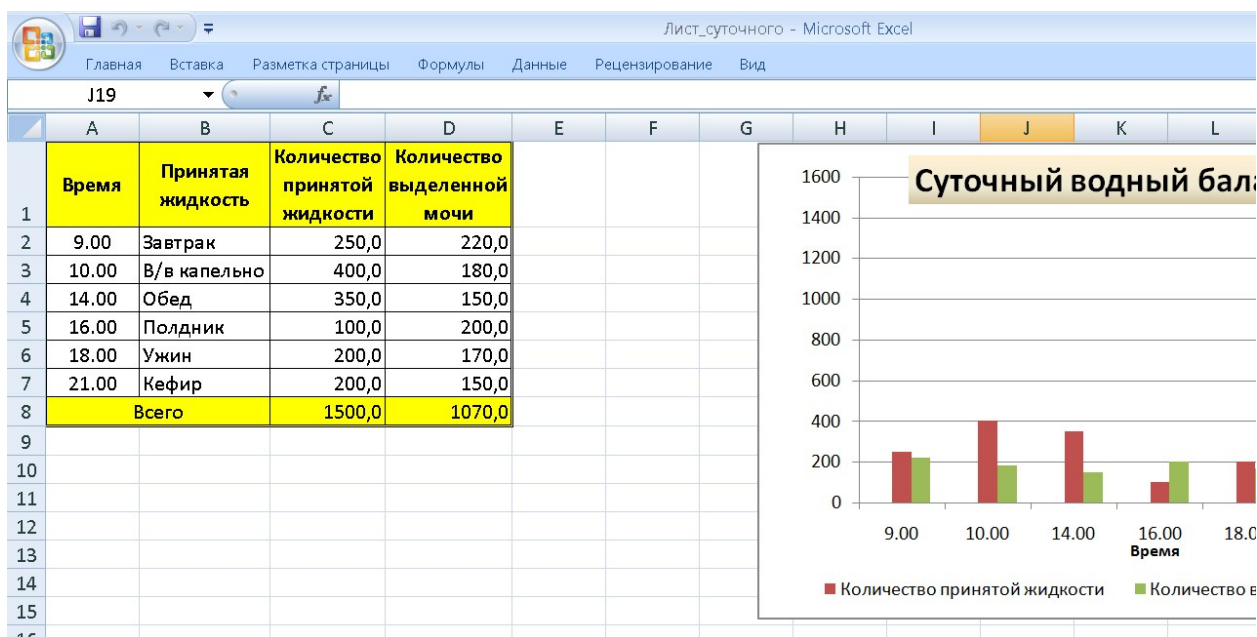 Лист_суточного - Microsoft Excel
Главная Вставка Разметка страницы Формулы Данные Рецензирование Вид
J19 fx
A B C D E F G H I J K L
1 Время Принятая жидкость Количество принятой жидкости Количество выделенной мочи
2 9.00 Завтрак 250,0 220,0
3 10.00 В/в капельно 400,0 180,0
4 14.00 Обед 350,0 150,0
5 16.00 Полдник 100,0 200,0
6 18.00 Ужин 200,0 170,0
7 21.00 Кефир 200,0 150,0
8 Всего 1500,0 1070,0
9
10
11
12
13
14
15
Суточный водный бал
1600
1400
1200
1000
800
600
400
200
0
9.00 10.00 14.00 16.00 18.0
Время
Количество принятой жидкости Количество в